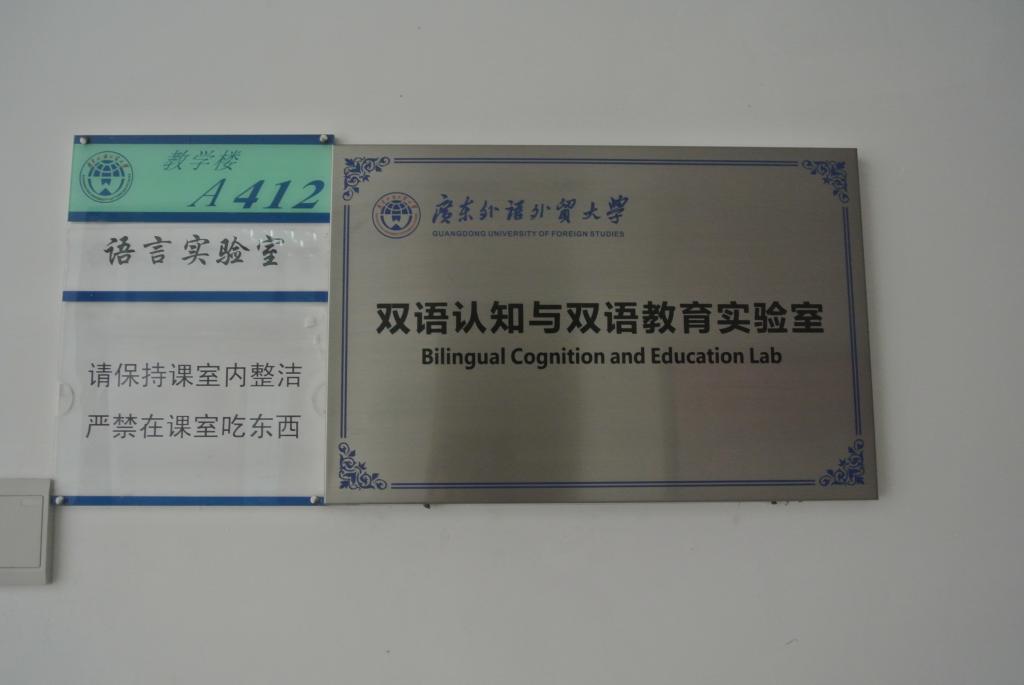 教学楼
A 412
语言实验室
请保持课室内整洁
严禁在课室吃东西
廣东外语外貿大学
GUANGDONG UNIVERSITY OF FOREIGN STUDIES
双语认知与双语教育实验室
Bilingual Cognition and Education Lab